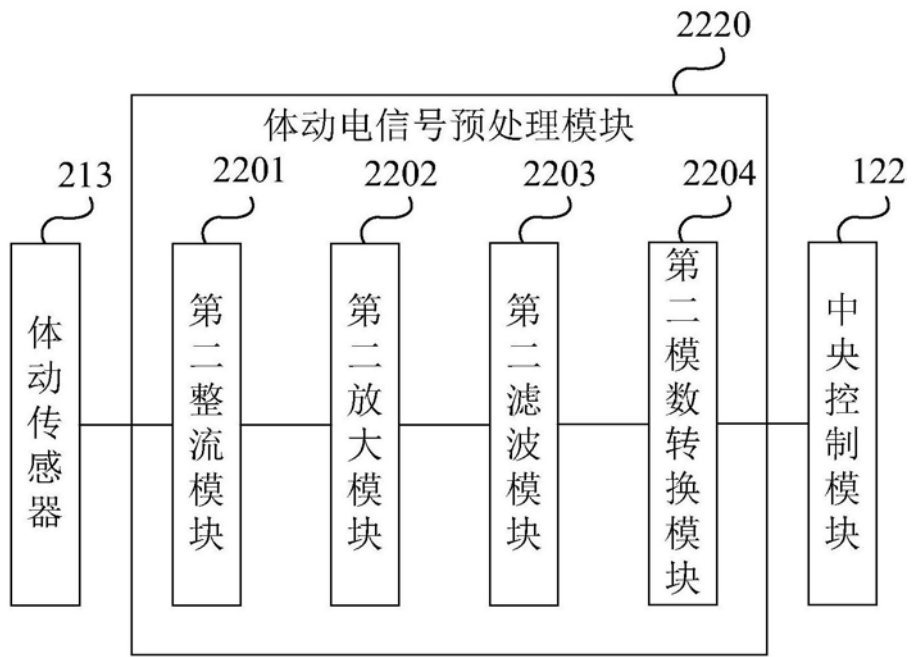 2220
体动电信号预处理模块
213
2201
2202
2203
2204
122
体动传感器
第二整流模块
第二放大模块
第二滤波模块
第二模数转换模块
中央控制模块